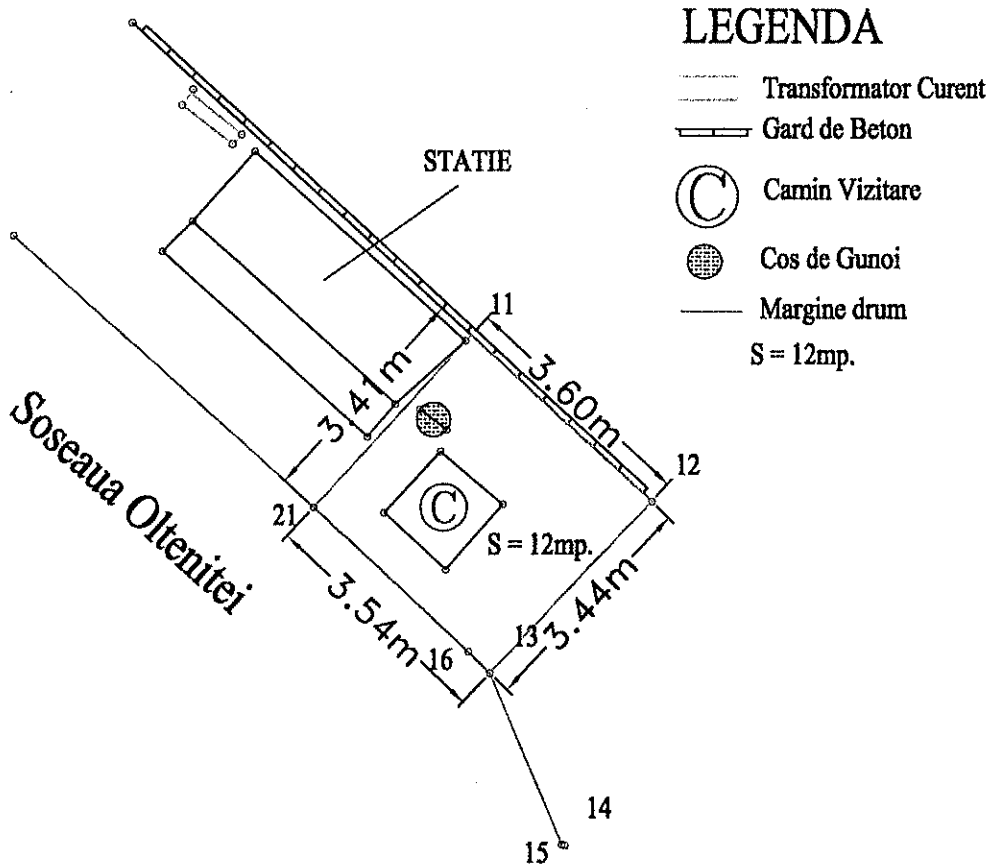 LEGENDA
Transformator Curent
Gard de Beton
C
Camin Vizitare
Cos de Gunoi
Margine drum
S = 12mp.
STATIE
11
3.60m
12
3.41m
Soseaua Oltenitei
21
C
S = 12mp.
3.44m
3.54m
13
16
14
15